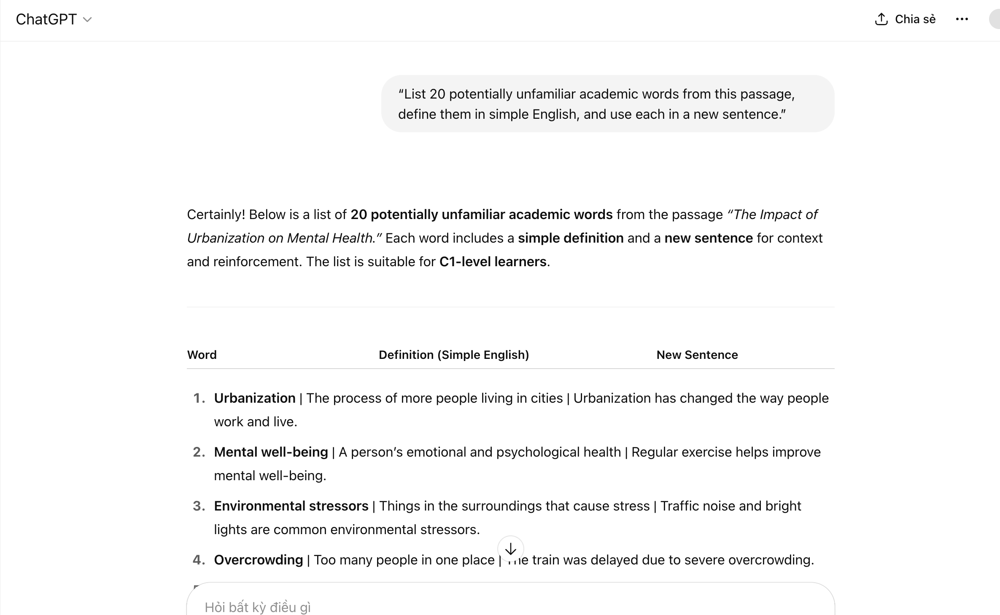 ChatGPT
Chia sẻ
“List 20 potentially unfamiliar academic words from this passage,
define them in simple English, and use each in a new sentence.”
Certainly! Below is a list of 20 potentially unfamiliar academic words from the passage “The Impact of
Urbanization on Mental Health.” Each word includes a simple definition and a new sentence for context
and reinforcement. The list is suitable for C1-level learners.
Word Definition (Simple English) New Sentence
1. Urbanization | The process of more people living in cities | Urbanization has changed the way people
work and live.
2. Mental well-being | A person’s emotional and psychological health | Regular exercise helps improve
mental well-being.
3. Environmental stressors | Things in the surroundings that cause stress | Traffic noise and bright
lights are common environmental stressors.
4. Overcrowding | Too many people in one place | The train was delayed due to severe overcrowding.
Hỏi bất kỳ điều gì